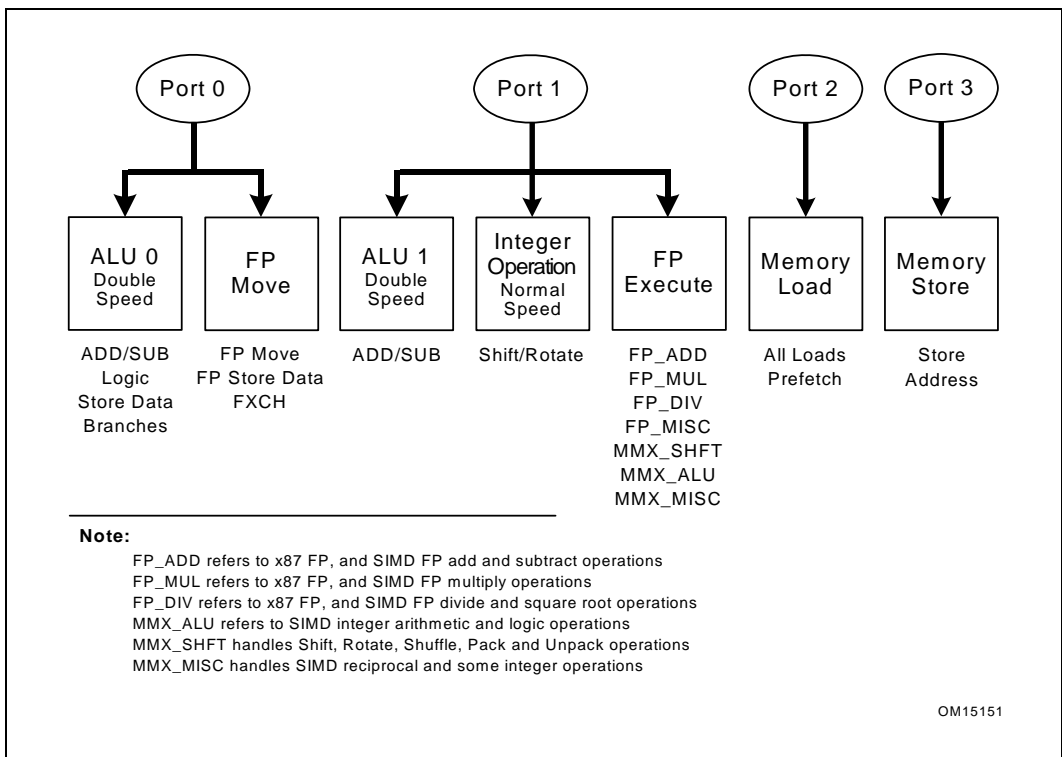 Port 0
Port 1
Port 2
Port 3
ALU 0
Double
Speed
FP
Move
ALU 1
Double
Speed
Integer
Operation
Normal
Speed
FP
Execute
Memory
Load
Memory
Store
ADD/SUB
Logic
Store Data
Branches
FP Move
FP Store Data
FXCH
ADD/SUB
Shift/Rotate
FP_ADD
FP_MUL
FP_DIV
FP_MISC
MMX_SHFT
MMX_ALU
MMX_MISC
All Loads
Prefetch
Store
Address
Note:
FP_ADD refers to x87 FP, and SIMD FP add and subtract operations
FP_MUL refers to x87 FP, and SIMD FP multiply operations
FP_DIV refers to x87 FP, and SIMD FP divide and square root operations
MMX_ALU refers to SIMD integer arithmetic and logic operations
MMX_SHFT handles Shift, Rotate, Shuffle, Pack and Unpack operations
MMX_MISC handles SIMD reciprocal and some integer operations
OM15151